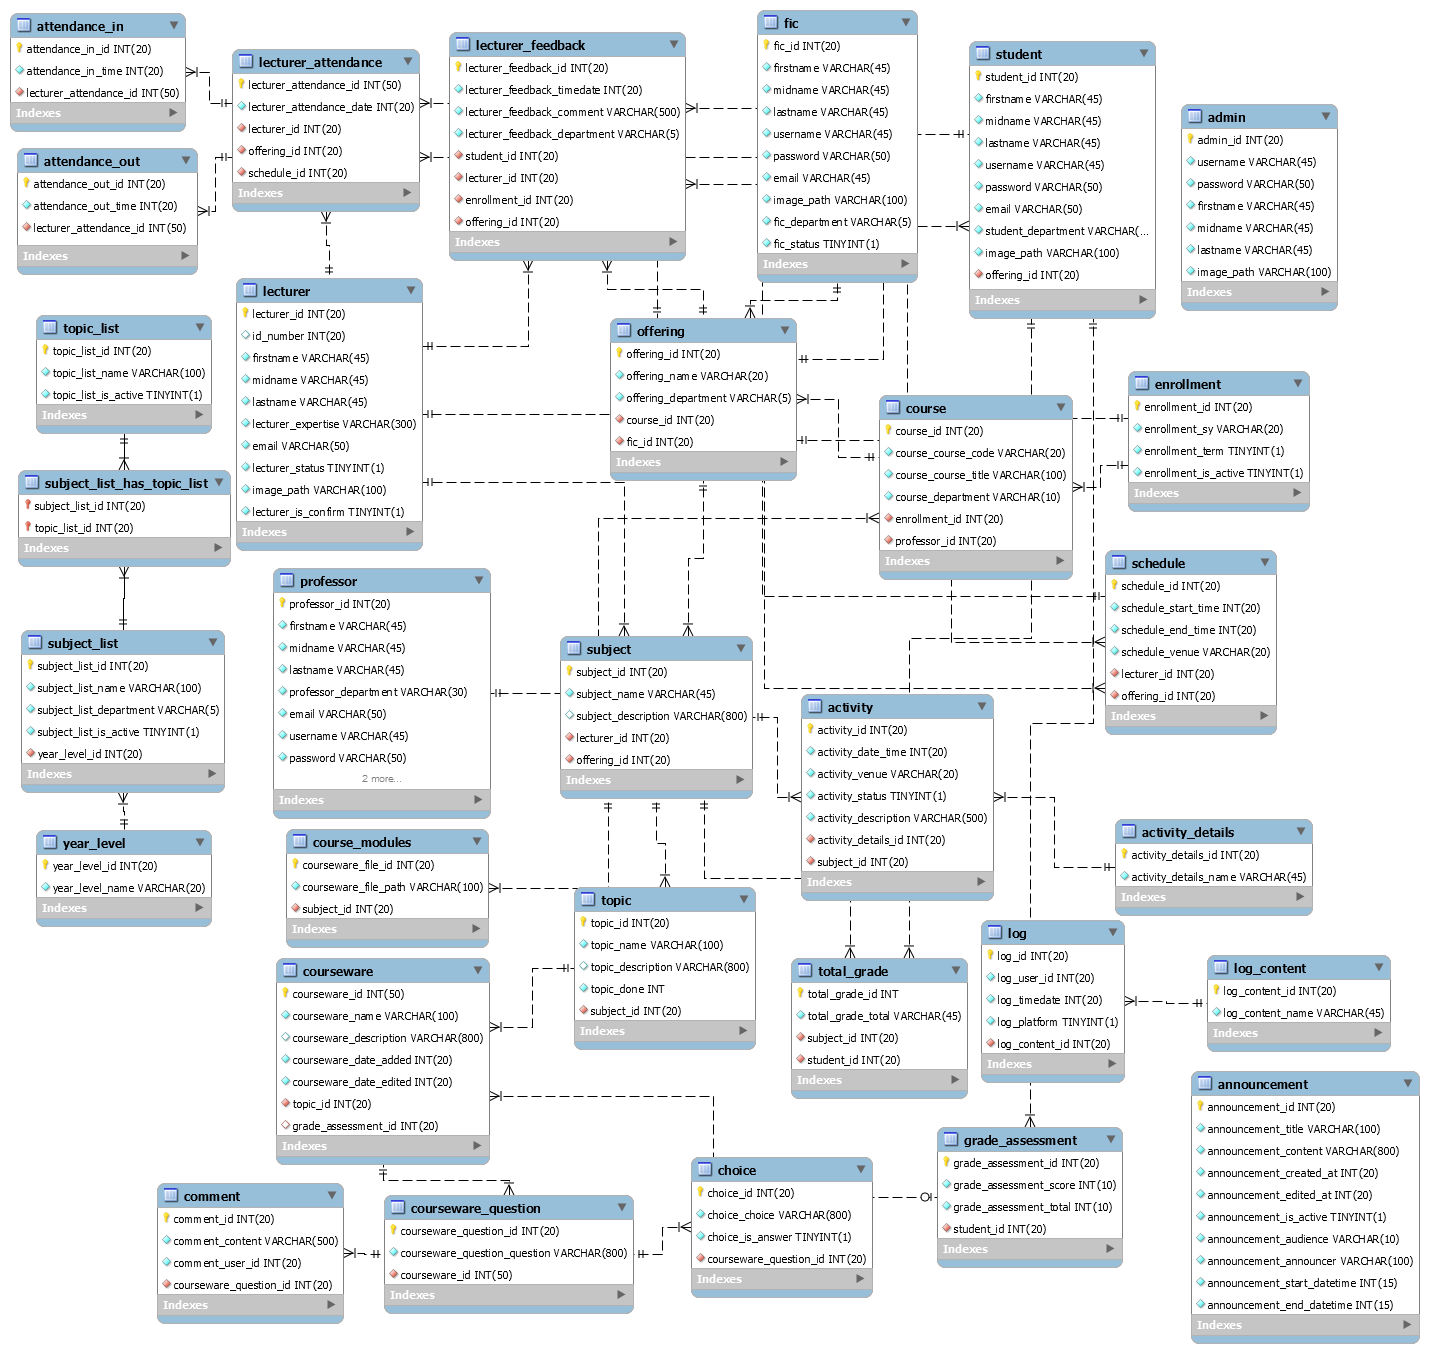 attendance_in
attendance_in_id INT(20)
attendance_in_time INT(20)
lecturer_attendance_id INT(50)
Indexes
attendance_out
attendance_out_id INT(20)
attendance_out_time INT(20)
lecturer_attendance_id INT(50)
Indexes
lecturer_attendance
lecturer_attendance_id INT(50)
lecturer_attendance_date INT(20)
lecturer_id INT(20)
offering_id INT(20)
schedule_id INT(20)
Indexes
lecturer_feedback
lecturer_feedback_id INT(20)
lecturer_feedback_timedate INT(20)
lecturer_feedback_comment VARCHAR(500)
lecturer_feedback_department VARCHAR(5)
student_id INT(20)
lecturer_id INT(20)
enrollment_id INT(20)
offering_id INT(20)
Indexes
fic
fic_id INT(20)
firstname VARCHAR(45)
midname VARCHAR(45)
lastname VARCHAR(45)
username VARCHAR(45)
password VARCHAR(50)
email VARCHAR(45)
image_path VARCHAR(100)
fic_department VARCHAR(5)
fic_status TINYINT(1)
Indexes
student
student_id INT(20)
firstname VARCHAR(45)
midname VARCHAR(45)
lastname VARCHAR(45)
username VARCHAR(45)
password VARCHAR(50)
email VARCHAR(50)
student_department VARCHAR(...
image_path VARCHAR(100)
offering_id INT(20)
Indexes
admin
admin_id INT(20)
username VARCHAR(45)
password VARCHAR(50)
firstname VARCHAR(45)
midname VARCHAR(45)
lastname VARCHAR(45)
image_path VARCHAR(100)
Indexes
topic_list
topic_list_id INT(20)
topic_list_name VARCHAR(100)
topic_list_is_active TINYINT(1)
Indexes
lecturer
lecturer_id INT(20)
id_number INT(20)
firstname VARCHAR(45)
midname VARCHAR(45)
lastname VARCHAR(45)
lecturer_expertise VARCHAR(300)
email VARCHAR(50)
lecturer_status TINYINT(1)
image_path VARCHAR(100)
lecturer_is_confirm TINYINT(1)
Indexes
offering
offering_id INT(20)
offering_name VARCHAR(20)
offering_department VARCHAR(5)
course_id INT(20)
fic_id INT(20)
Indexes
course
course_id INT(20)
course_course_code VARCHAR(20)
course_course_title VARCHAR(100)
course_department VARCHAR(10)
enrollment_id INT(20)
professor_id INT(20)
Indexes
enrollment
enrollment_id INT(20)
enrollment_sy VARCHAR(20)
enrollment_term TINYINT(1)
enrollment_is_active TINYINT(1)
Indexes
subject_list_has_topic_list
subject_list_id INT(20)
topic_list_id INT(20)
Indexes
schedule
schedule_id INT(20)
schedule_start_time INT(20)
schedule_end_time INT(20)
schedule_venue VARCHAR(20)
lecturer_id INT(20)
offering_id INT(20)
Indexes
professor
professor_id INT(20)
firstname VARCHAR(45)
midname VARCHAR(45)
lastname VARCHAR(45)
professor_department VARCHAR(30)
email VARCHAR(50)
username VARCHAR(45)
password VARCHAR(50)
2 more...
Indexes
subject_list
subject_list_id INT(20)
subject_list_name VARCHAR(100)
subject_list_department VARCHAR(5)
subject_list_is_active TINYINT(1)
year_level_id INT(20)
Indexes
subject
subject_id INT(20)
subject_name VARCHAR(45)
subject_description VARCHAR(800)
lecturer_id INT(20)
offering_id INT(20)
Indexes
activity
activity_id INT(20)
activity_date_time INT(20)
activity_venue VARCHAR(20)
activity_status TINYINT(1)
activity_description VARCHAR(500)
activity_details_id INT(20)
subject_id INT(20)
Indexes
activity_details
activity_details_id INT(20)
activity_details_name VARCHAR(45)
Indexes
year_level
year_level_id INT(20)
year_level_name VARCHAR(20)
Indexes
course_modules
courseware_file_id INT(20)
courseware_file_path VARCHAR(100)
subject_id INT(20)
Indexes
topic
topic_id INT(20)
topic_name VARCHAR(100)
topic_description VARCHAR(800)
topic_done INT
subject_id INT(20)
Indexes
courseware
courseware_id INT(50)
courseware_name VARCHAR(100)
courseware_description VARCHAR(800)
courseware_date_added INT(20)
courseware_date_edited INT(20)
topic_id INT(20)
grade_assessment_id INT(20)
Indexes
total_grade
total_grade_id INT
total_grade_total VARCHAR(45)
subject_id INT(20)
student_id INT(20)
Indexes
log
log_id INT(20)
log_user_id INT(20)
log_timedate INT(20)
log_platform TINYINT(1)
log_content_id INT(20)
Indexes
log_content
log_content_id INT(20)
log_content_name VARCHAR(45)
Indexes
announcement
announcement_id INT(20)
announcement_title VARCHAR(100)
announcement_content VARCHAR(800)
announcement_created_at INT(20)
announcement_edited_at INT(20)
announcement_is_active TINYINT(1)
announcement_audience VARCHAR(10)
announcement_announcer VARCHAR(100)
announcement_start_datetime INT(15)
announcement_end_datetime INT(15)
Indexes
grade_assessment
grade_assessment_id INT(20)
grade_assessment_score INT(10)
grade_assessment_total INT(10)
student_id INT(20)
Indexes
choice
choice_id INT(20)
choice_choice VARCHAR(800)
choice_is_answer TINYINT(1)
courseware_question_id INT(20)
Indexes
comment
comment_id INT(20)
comment_content VARCHAR(500)
comment_user_id INT(20)
courseware_question_id INT(20)
Indexes
courseware_question
courseware_question_id INT(20)
courseware_question_question VARCHAR(800)
courseware_id INT(50)
Indexes